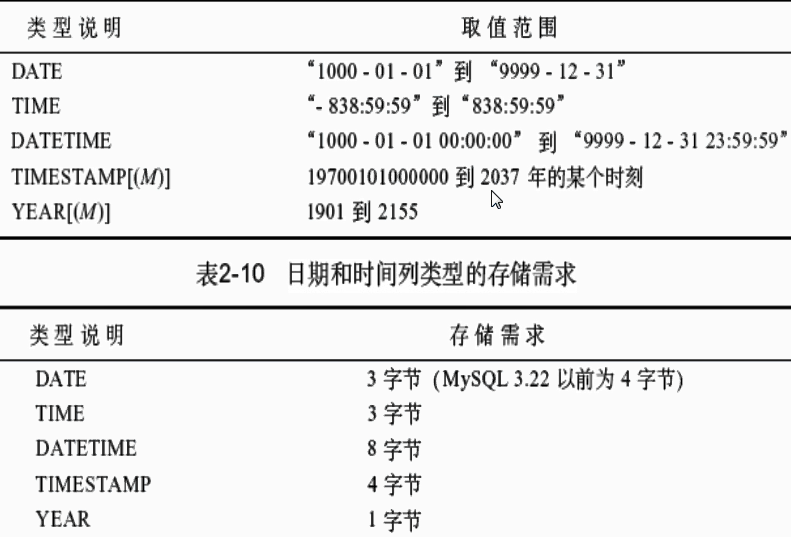 类型说明 取值范围
DATE “1000 - 01 - 01” 到 “9999 - 12 - 31”
TIME “- 838:59:59” 到 “838:59:59”
DATETIME “1000 - 01 - 01 00:00:00” 到 “9999 - 12 - 31 23:59:59”
TIMESTAMP[(M)] 19700101000000 到 2037 年的某个时刻
YEAR[(M)] 1901 到 2155
表2-10 日期和时间列类型的存储需求
类型说明 存储需求
DATE 3 字节 (MySQL 3.22 以前为 4 字节)
TIME 3 字节
DATETIME 8 字节
TIMESTAMP 4 字节
YEAR 1 字节